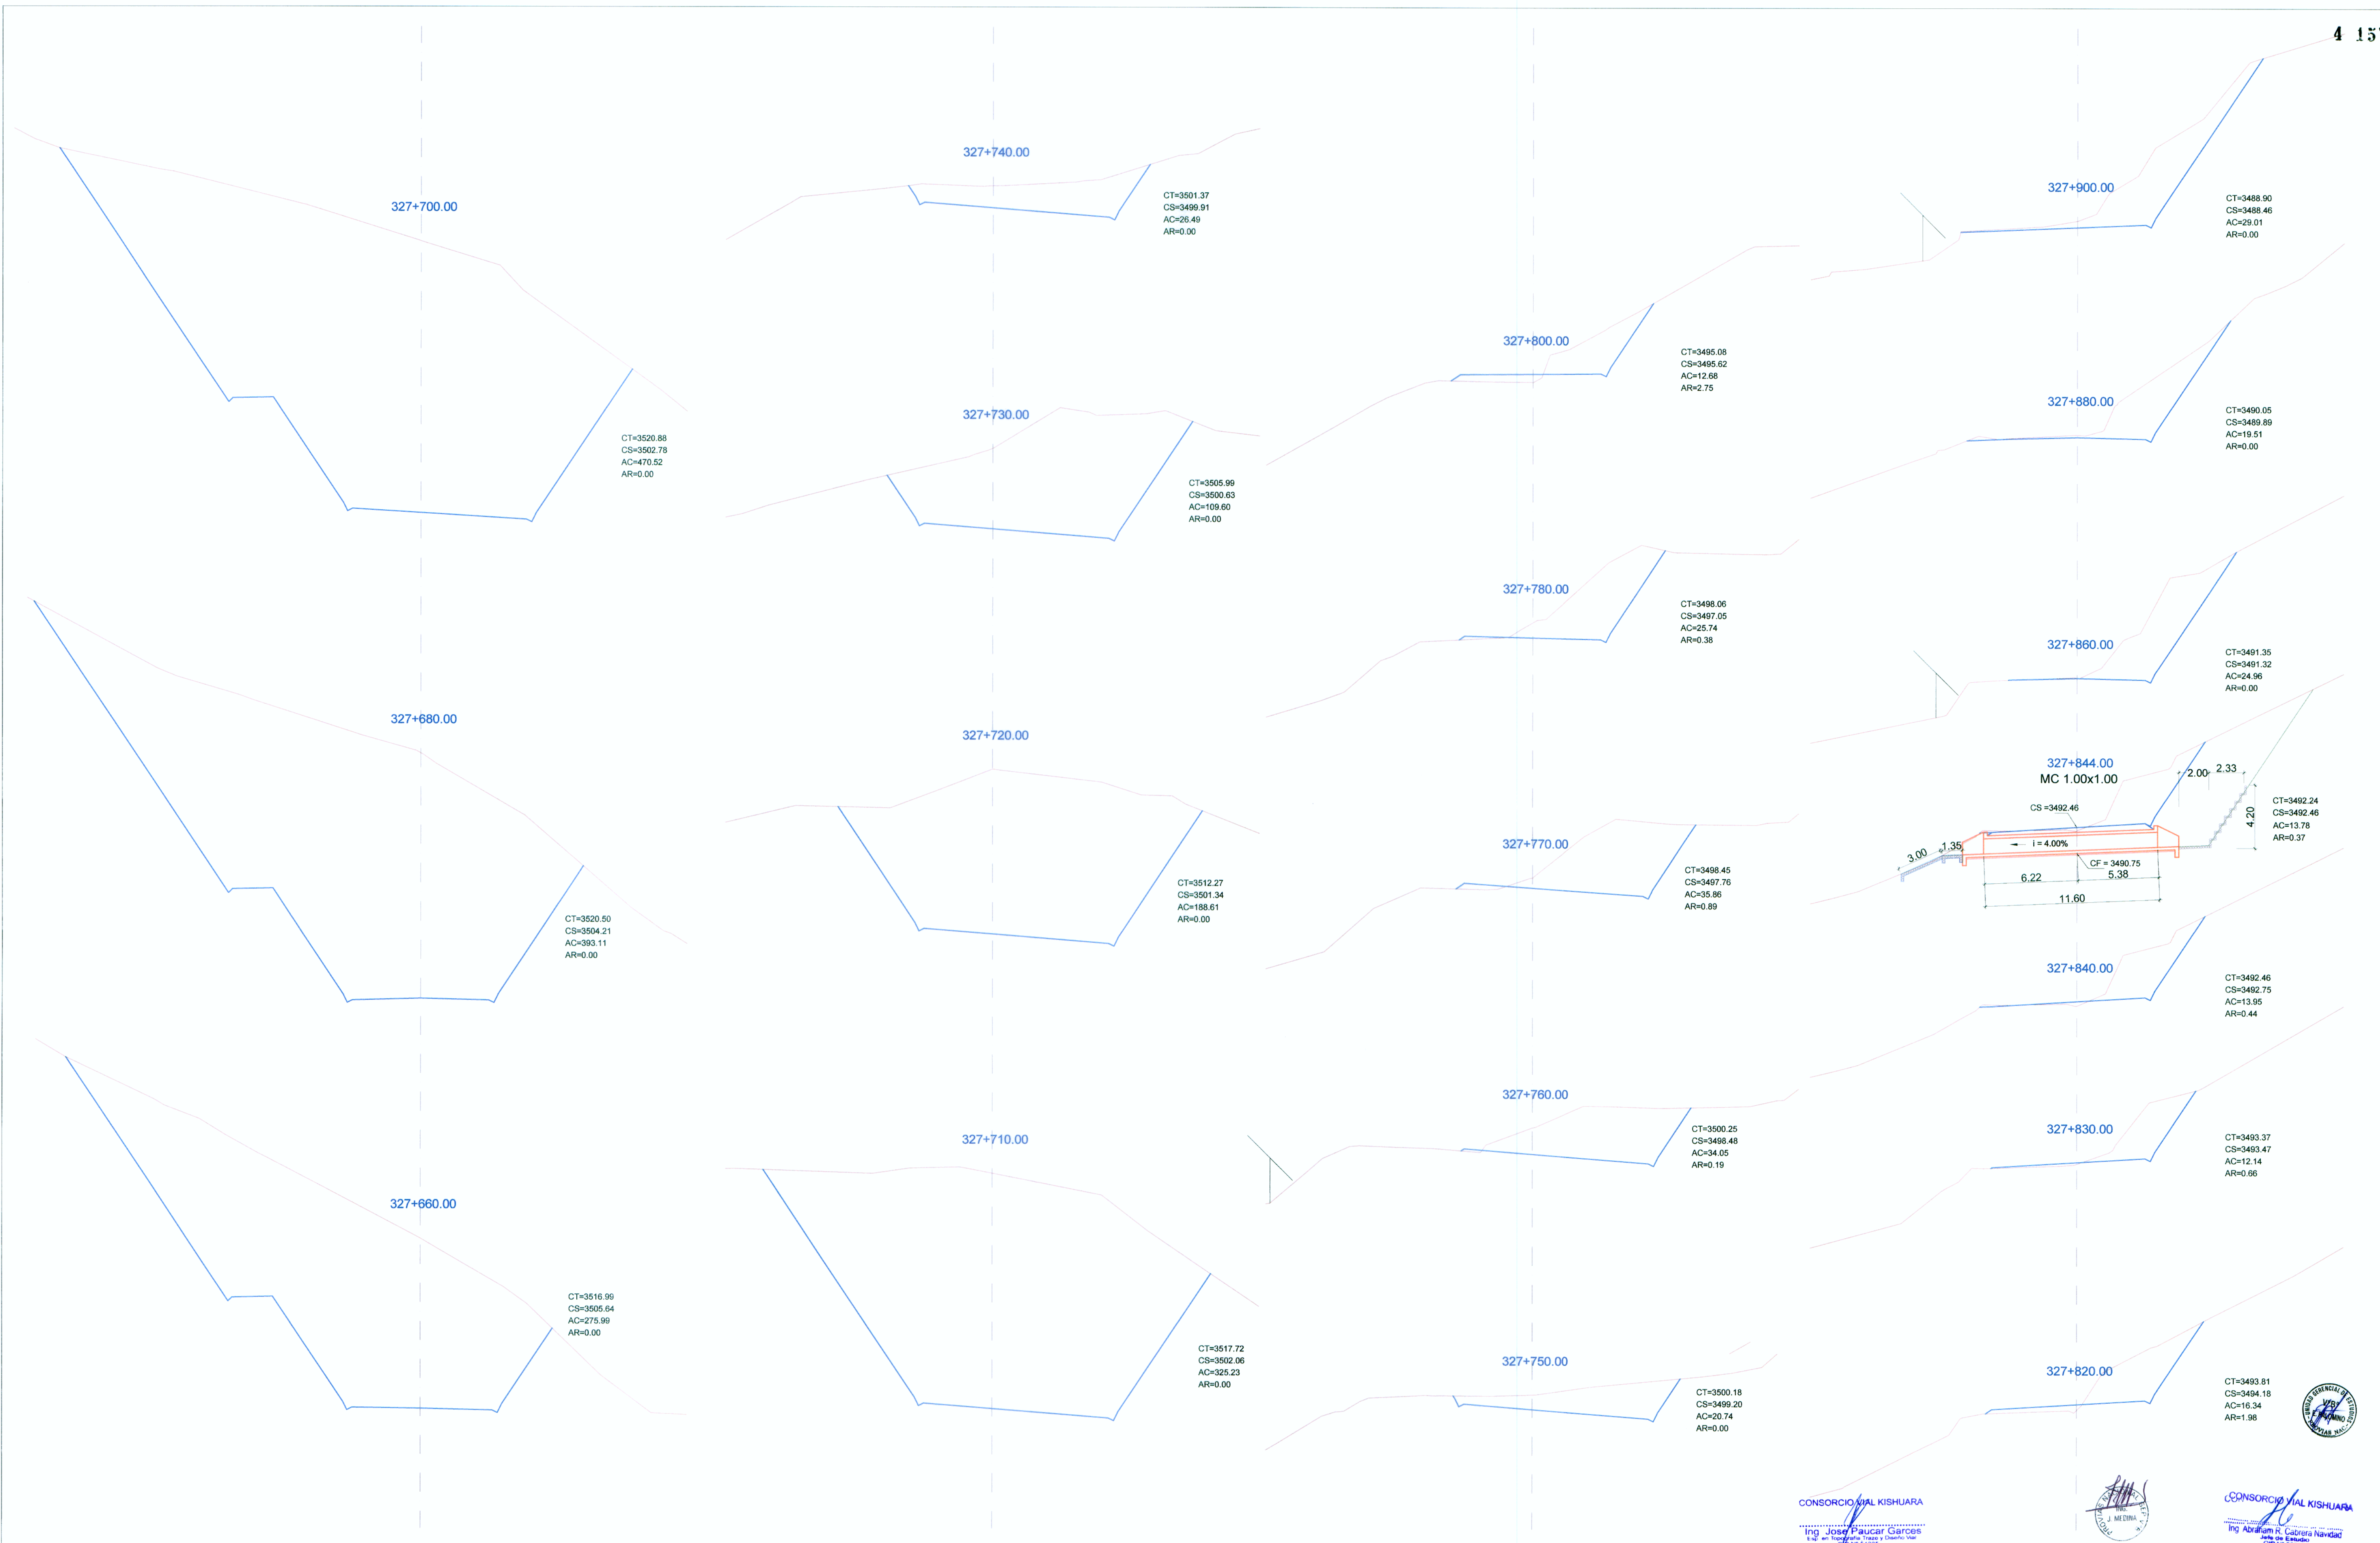 4 15
327+700.00
CT=3520.88
CS=3502.78
AC=470.52
AR=0.00
327+680.00
CT=3520.50
CS=3504.21
AC=393.11
AR=0.00
327+660.00
CT=3516.99
CS=3505.64
AC=275.99
AR=0.00
327+740.00
CT=3501.37
CS=3499.91
AC=26.49
AR=0.00
327+730.00
CT=3505.99
CS=3500.63
AC=109.60
AR=0.00
327+720.00
CT=3512.27
CS=3501.34
AC=188.61
AR=0.00
327+710.00
CT=3517.72
CS=3502.06
AC=325.23
AR=0.00
327+800.00
CT=3495.08
CS=3495.62
AC=12.68
AR=2.75
327+780.00
CT=3498.06
CS=3497.05
AC=25.74
AR=0.38
327+770.00
CT=3498.45
CS=3497.76
AC=35.86
AR=0.89
327+760.00
CT=3500.25
CS=3498.48
AC=34.05
AR=0.19
327+750.00
CT=3500.18
CS=3499.20
AC=20.74
AR=0.00
327+900.00
CT=3488.90
CS=3488.46
AC=29.01
AR=0.00
327+880.00
CT=3490.05
CS=3489.89
AC=19.51
AR=0.00
327+860.00
CT=3491.35
CS=3491.32
AC=24.96
AR=0.00
327+844.00
MC 1.00x1.00
2.00 2.33
CS =3492.46
4.20
CT=3492.24
CS=3492.46
AC=13.78
AR=0.37
3.00 1.35
i = 4.00%
CF = 3490.75
6.22 5.38
11.60
327+840.00
CT=3492.46
CS=3492.75
AC=13.95
AR=0.44
327+830.00
CT=3493.37
CS=3493.47
AC=12.14
AR=0.66
327+820.00
CT=3493.81
CS=3494.18
AC=16.34
AR=1.98
UNIDAD GERENCIAL DE ESTUDIOS
CONSORCIO VIAL KISHUARA
Ing Jose Paucar Garces
Esp. en Topografia Trazo y Diseño Vial
ING.
J. MEDINA
CONSORCIO VIAL KISHUARA
Ing Abraham R. Cabrera Navidad
Jefe de Estudio